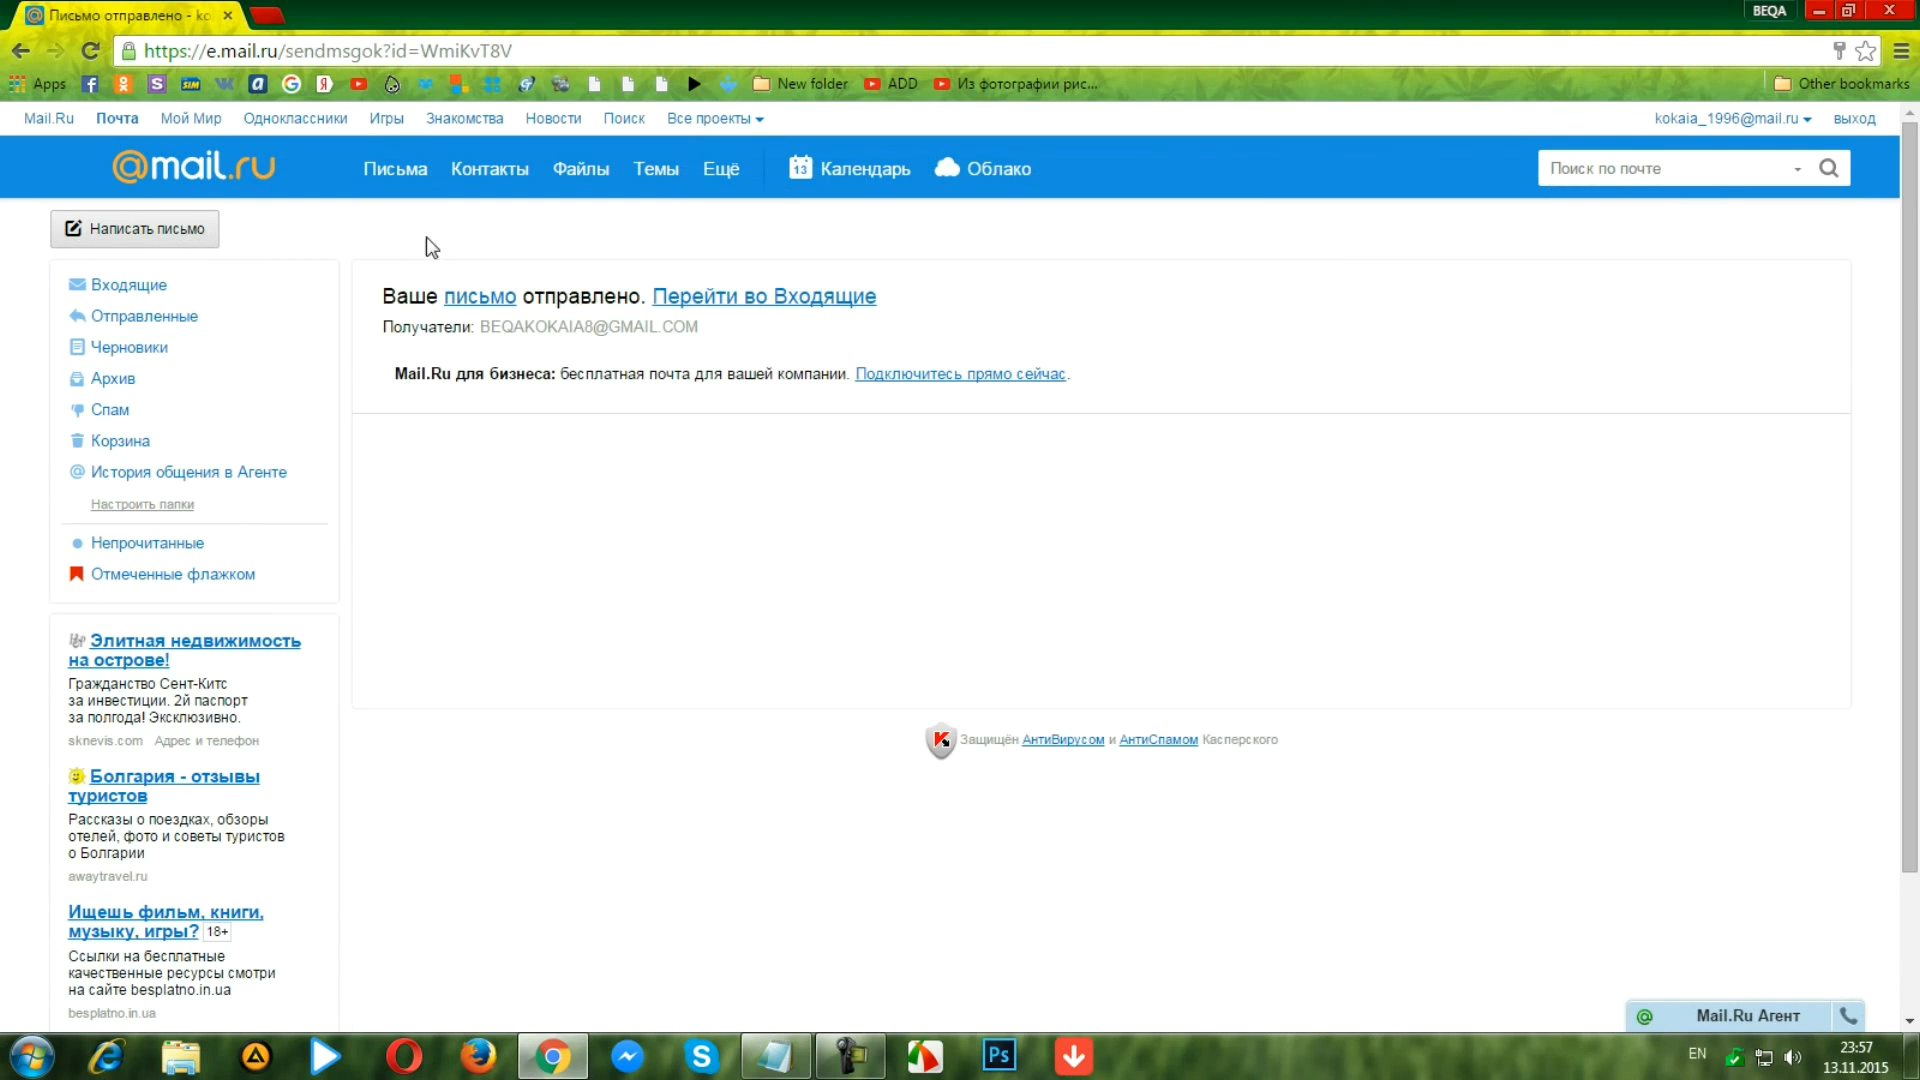 Письмо отправлено - ko
BEQA
https://e.mail.ru/sendmsgok?id=WmiKvT8V
Apps
SIM
New folder
ADD
Из фотографии рис...
Other bookmarks
Mail.Ru Почта Мой Мир Одноклассники Игры Знакомства Новости Поиск Все проекты
kokaia_1996@mail.ru выход
@mail.ru
Письма Контакты Файлы Темы Ещё 13 Календарь Облако
Поиск по почте
Написать письмо
Входящие
Отправленные
Черновики
Архив
Спам
Корзина
История общения в Агенте
Настроить папки
Непрочитанные
Отмеченные флажком
Ваше письмо отправлено. Перейти во Входящие
Получатели: BEQAKOKAIA8@GMAIL.COM
Mail.Ru для бизнеса: бесплатная почта для вашей компании. Подключитесь прямо сейчас.
Элитная недвижимость
на острове!
Гражданство Сент-Китс
за инвестиции. 2й паспорт
за полгода! Эксклюзивно.
sknevis.com Адрес и телефон
Болгария - отзывы
туристов
Рассказы о поездках, обзоры
отелей, фото и советы туристов
о Болгарии
awaytravel.ru
Ищешь фильм, книги,
музыку, игры? 18+
Ссылки на бесплатные
качественные ресурсы смотри
на сайте besplatno.in.ua
besplatno.in.ua
Защищён АнтиВирусом и АнтиСпамом Касперского
Mail.Ru Агент
Ps
EN
23:57
13.11.2015